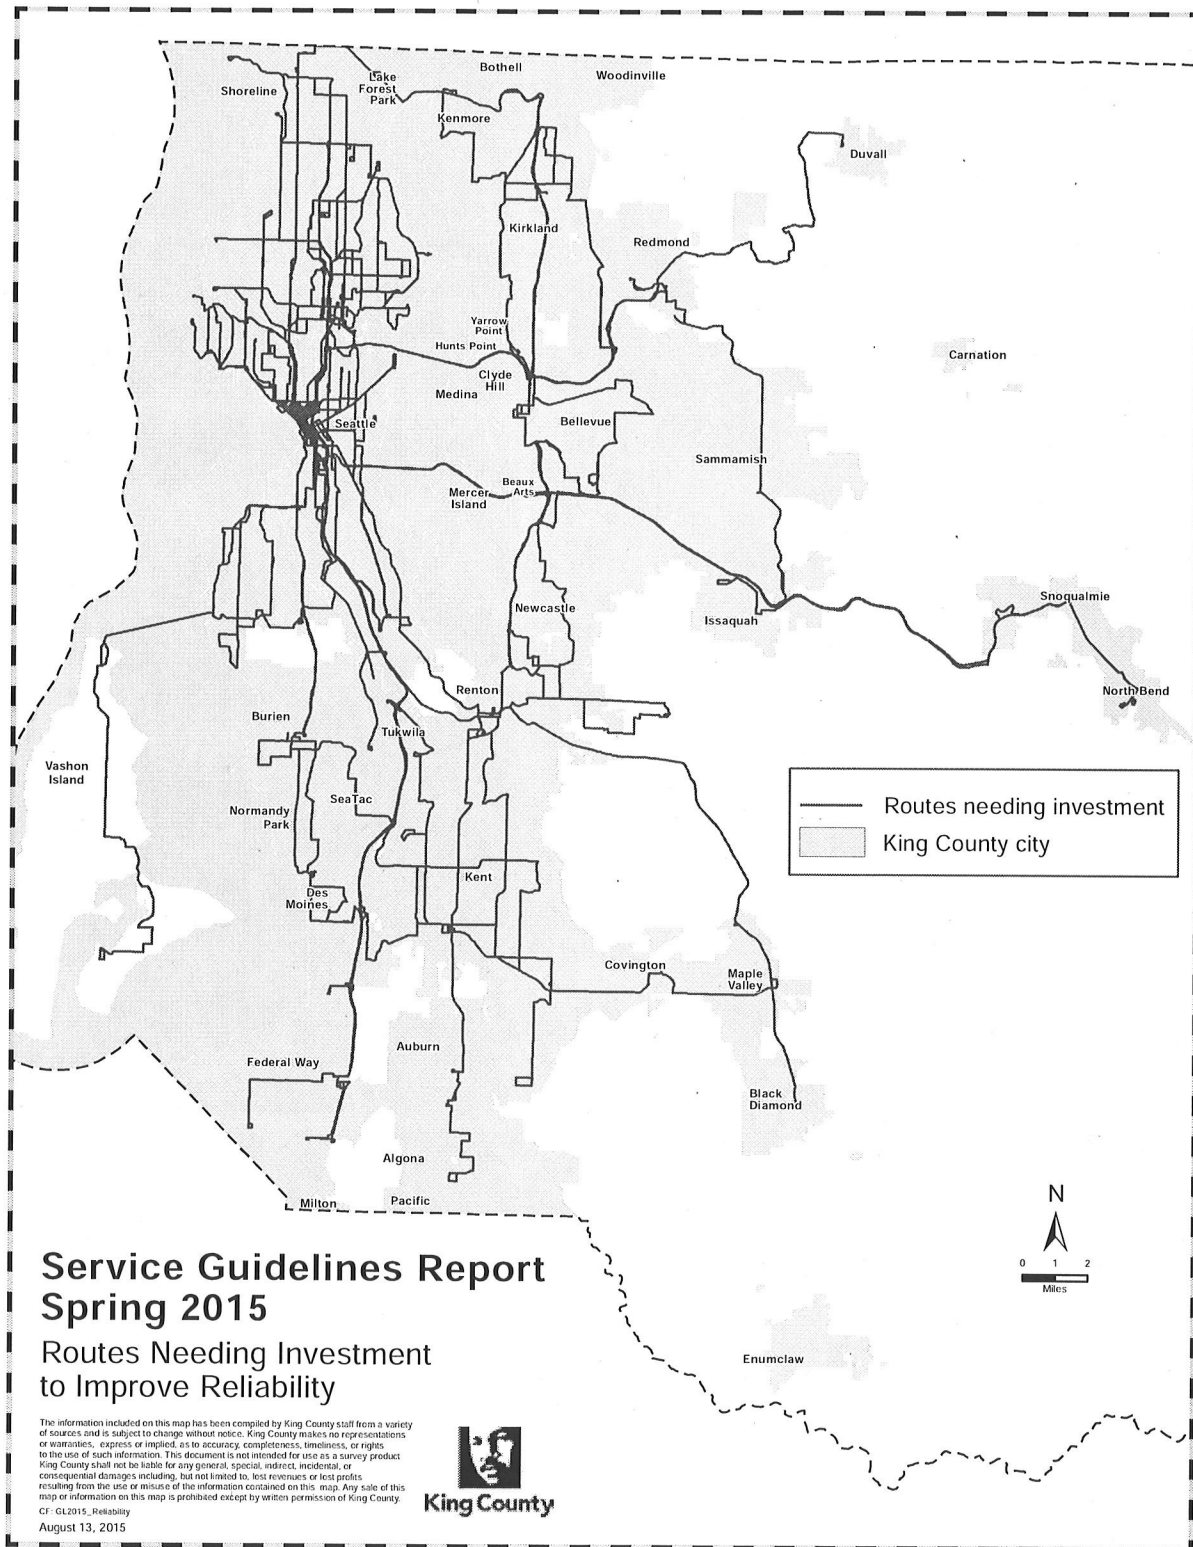 Bothell
Woodinville
Lake
Forest
Park
Shoreline
Kenmore
Duvall
Kirkland
Redmond
Yarrow
Point
Hunts Point
Carnation
Clyde
Hill
Medina
Seattle
Bellevue
Sammamish
Beaux
Arts
Mercer
Island
Snoqualmie
Newcastle
Issaquah
Renton
North Bend
Burien
Tukwila
Vashon
Island
SeaTac
Normandy
Park
Routes needing investment
King County city
Kent
Des
Moines
Covington
Maple
Valley
Auburn
Federal Way
Black
Diamond
Algona
Pacific
Milton
N
0 1 2
Miles
Service Guidelines Report
Spring 2015
Routes Needing Investment
to Improve Reliability
Enumclaw
The information included on this map has been compiled by King County staff from a variety
of sources and is subject to change without notice. King County makes no representations
or warranties, express or implied, as to accuracy, completeness, timeliness, or rights
to the use of such information. This document is not intended for use as a survey product
King County shall not be liable for any general, special, indirect, incidental, or
consequential damages including, but not limited to, lost revenues or lost profits
resulting from the use or misuse of the information contained on this map. Any sale of this
map or information on this map is prohibited except by written permission of King County.
CF: GL2015_Reliability
August 13, 2015
King County